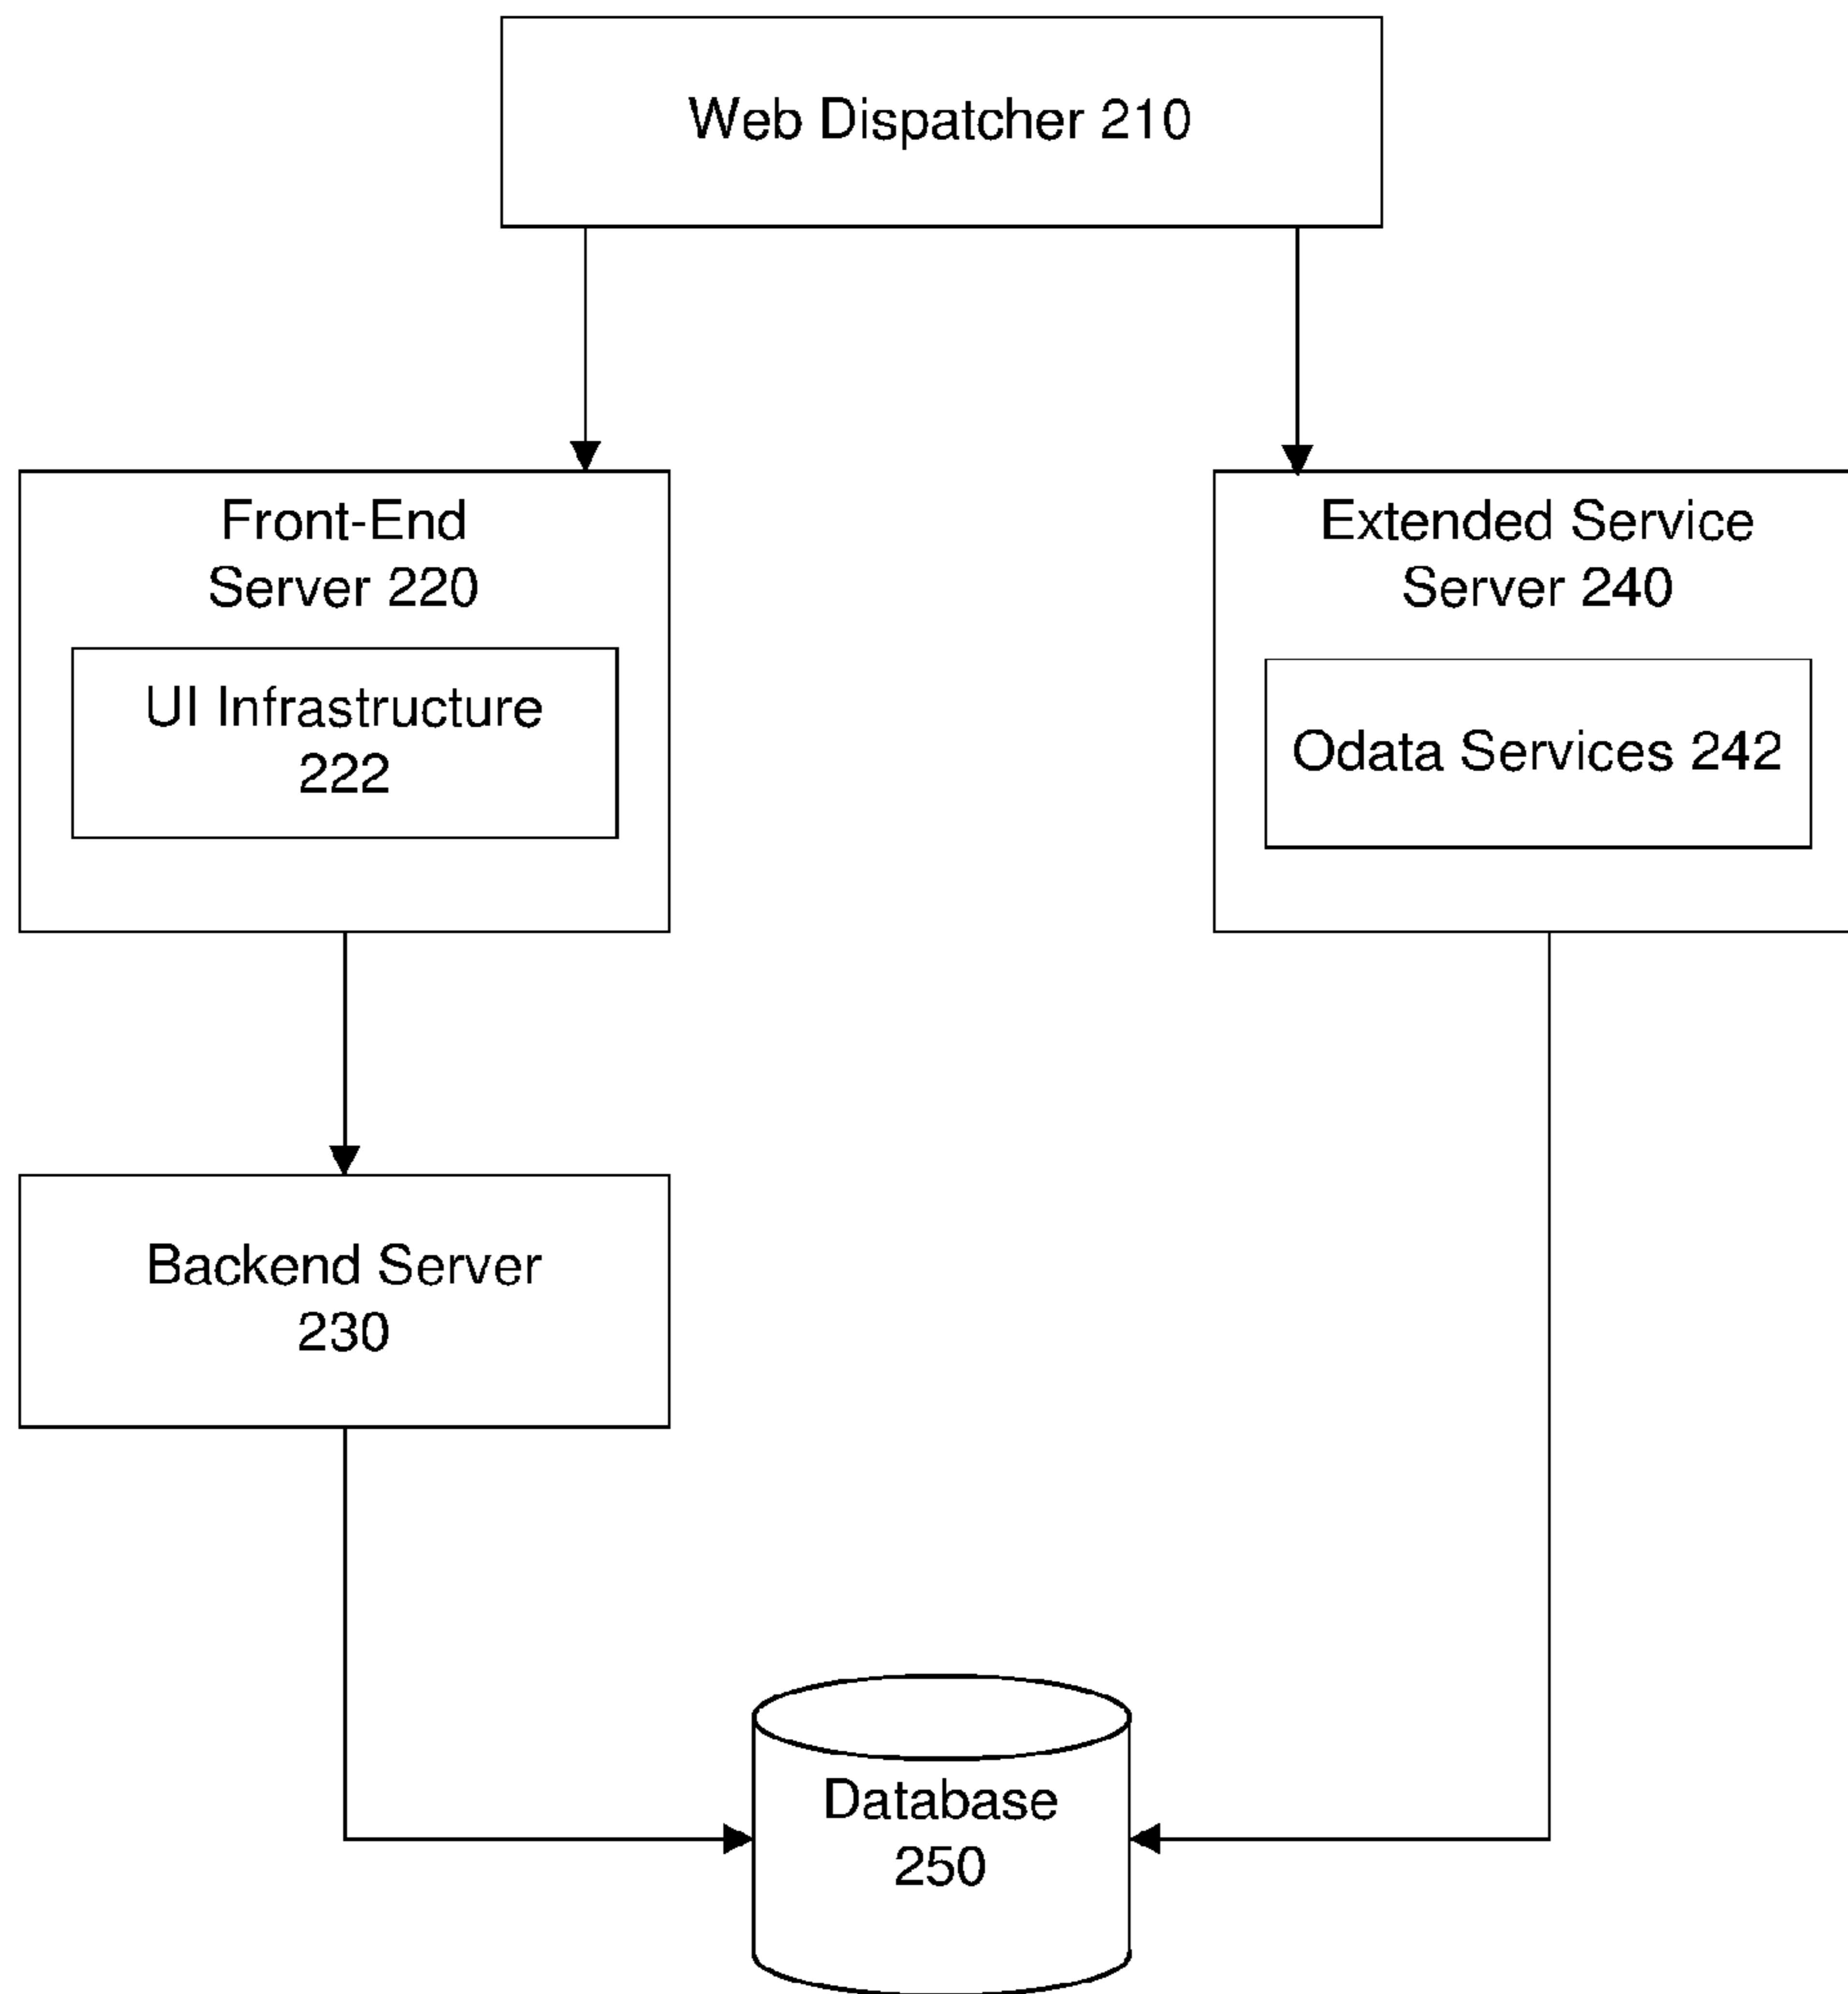 Web Dispatcher 210
Front-End
Server 220
UI Infrastructure
222
Extended Service
Server 240
Odata Services 242
Backend Server
230
Database
250